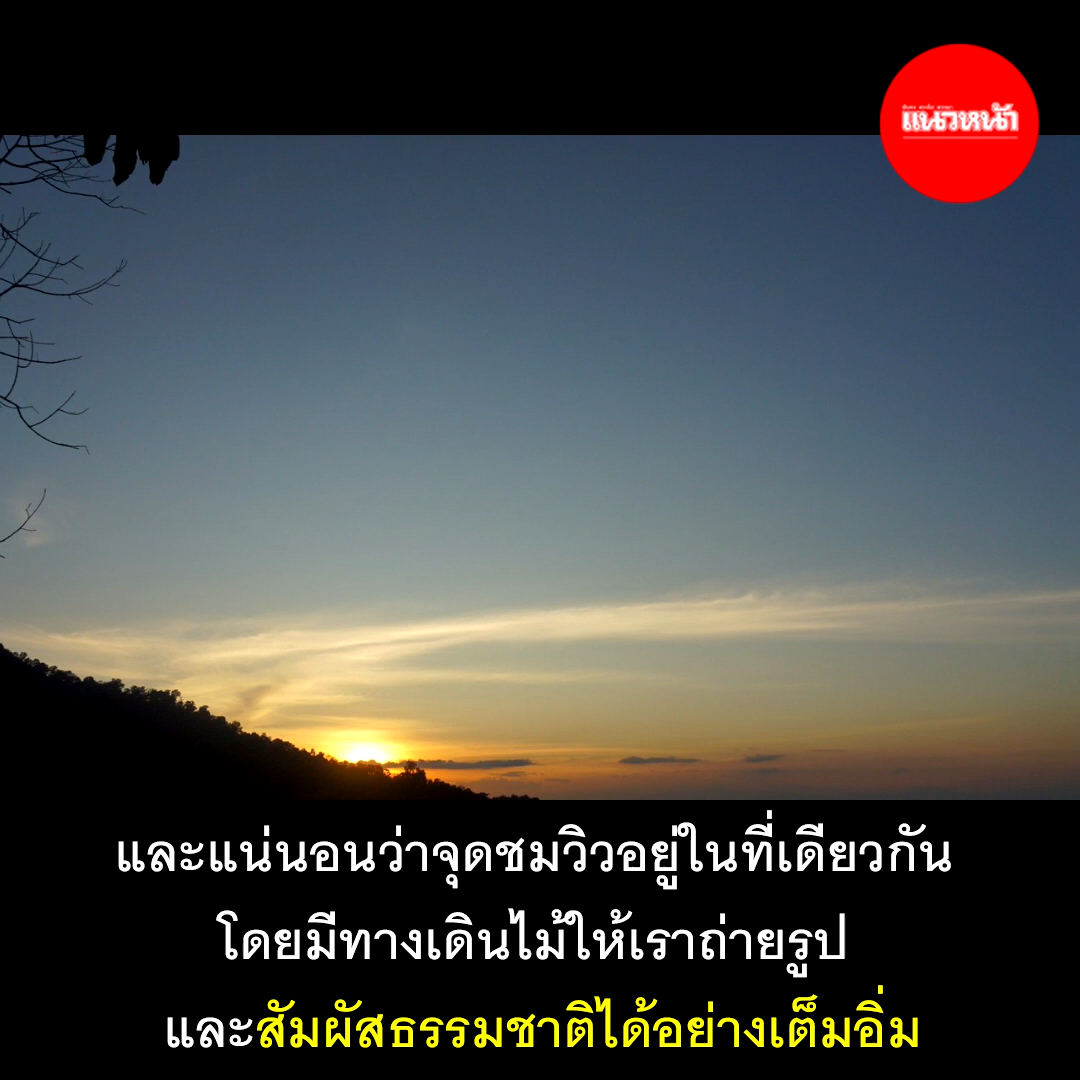 แนวหน้า
และแน่นอนว่าจุดชมวิวอยู่ในที่เดียวกัน
โดยมีทางเดินไม้ให้เราถ่ายรูป
และสัมผัสธรรมชาติได้อย่างเต็มอิ่ม